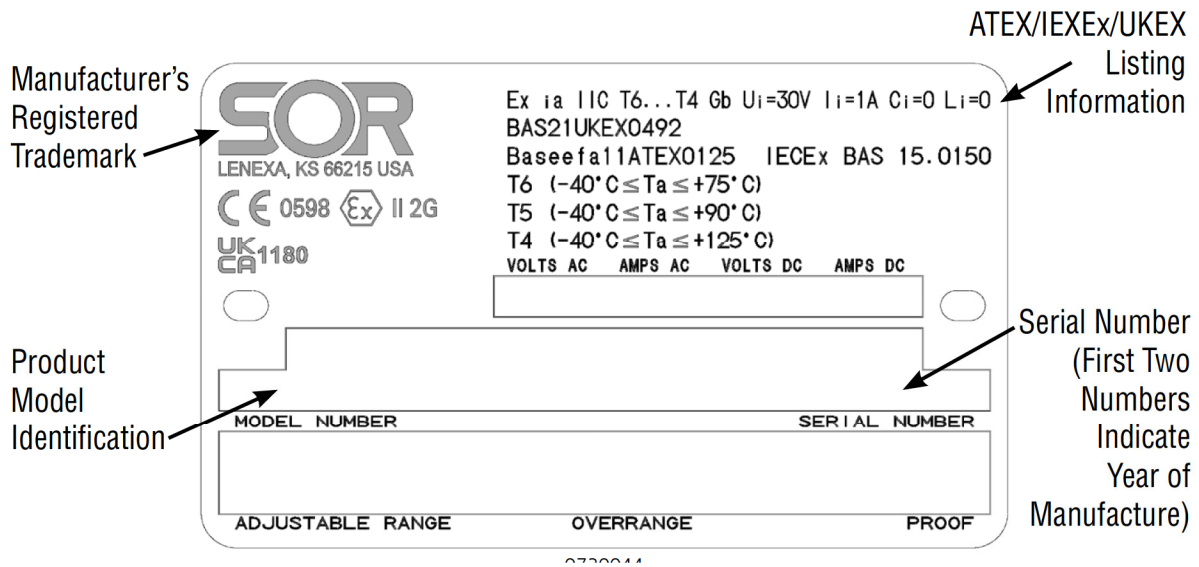 ATEX/IEXEx/UKEX
Listing
Information
Manufacturer's
Registered
Trademark
SOR
LENEXA, KS 66215 USA
CE 0598 Ex II 2G
UK
CA 1180
Ex ia IIC T6...T4 Gb Ui=30V Ii=1A Ci=0 Li=0
BAS21UKEX0492
Baseefa11ATEX0125 IECEx BAS 15.0150
T6 (-40°C≤Ta≤+75°C)
T5 (-40°C≤Ta≤+90°C)
T4 (-40°C≤Ta≤+125°C)
VOLTS AC AMPS AC VOLTS DC AMPS DC
Product
Model
Identification
Serial Number
(First Two
Numbers
Indicate
Year of
Manufacture)
MODEL NUMBER SERIAL NUMBER
ADJUSTABLE RANGE OVERRANGE PROOF